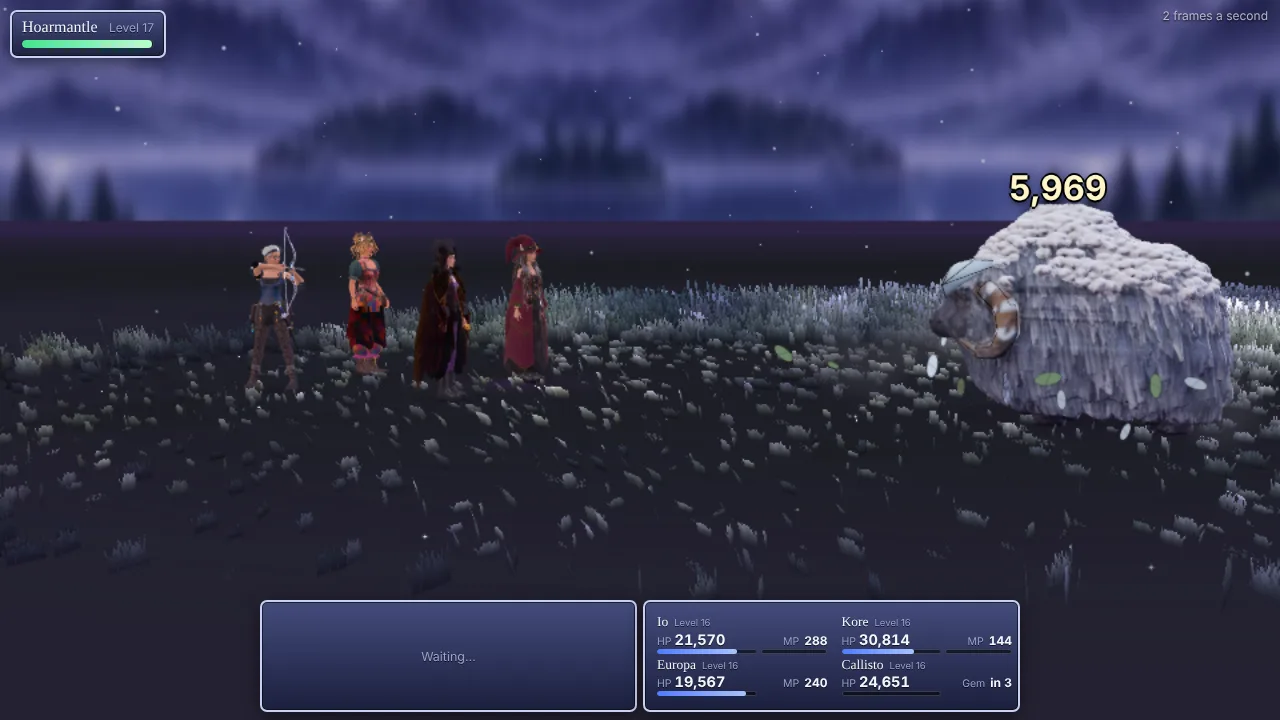 Hoarmantle Level 17
2 frames a second
5,969
Waiting...
Io Level 16
HP 21,570 MP 288
Kore Level 16
HP 30,814 MP 144
Europa Level 16
HP 19,567 MP 240
Callisto Level 16
HP 24,651 Gem in 3